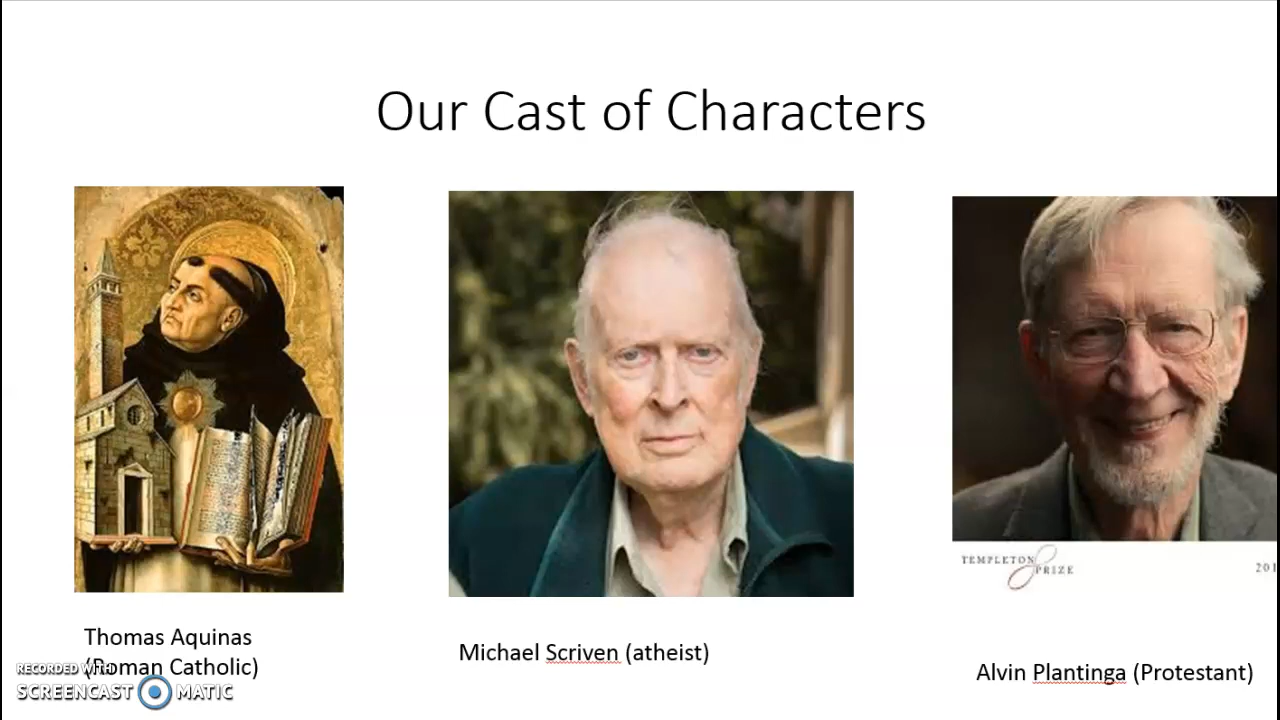 Our Cast of Characters
TEMPLETON
PRIZE
201
Thomas Aquinas
(Roman Catholic)
Michael Scriven (atheist)
Alvin Plantinga (Protestant)
RECORDED WITH
SCREENCAST MATIC